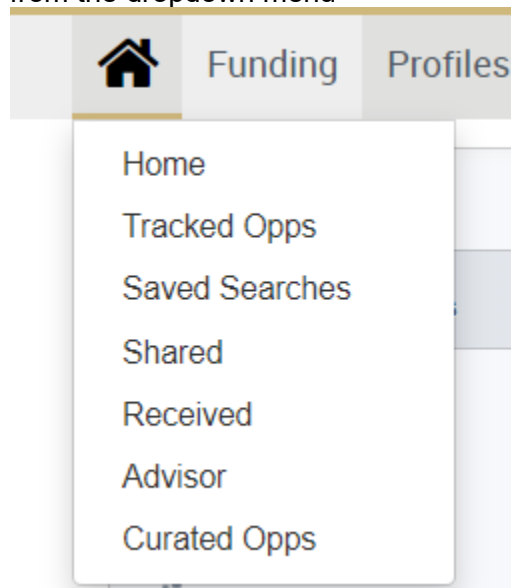 from the dropdown menu
Funding Profiles
Home
Tracked Opps
Saved Searches
Shared
Received
Advisor
Curated Opps